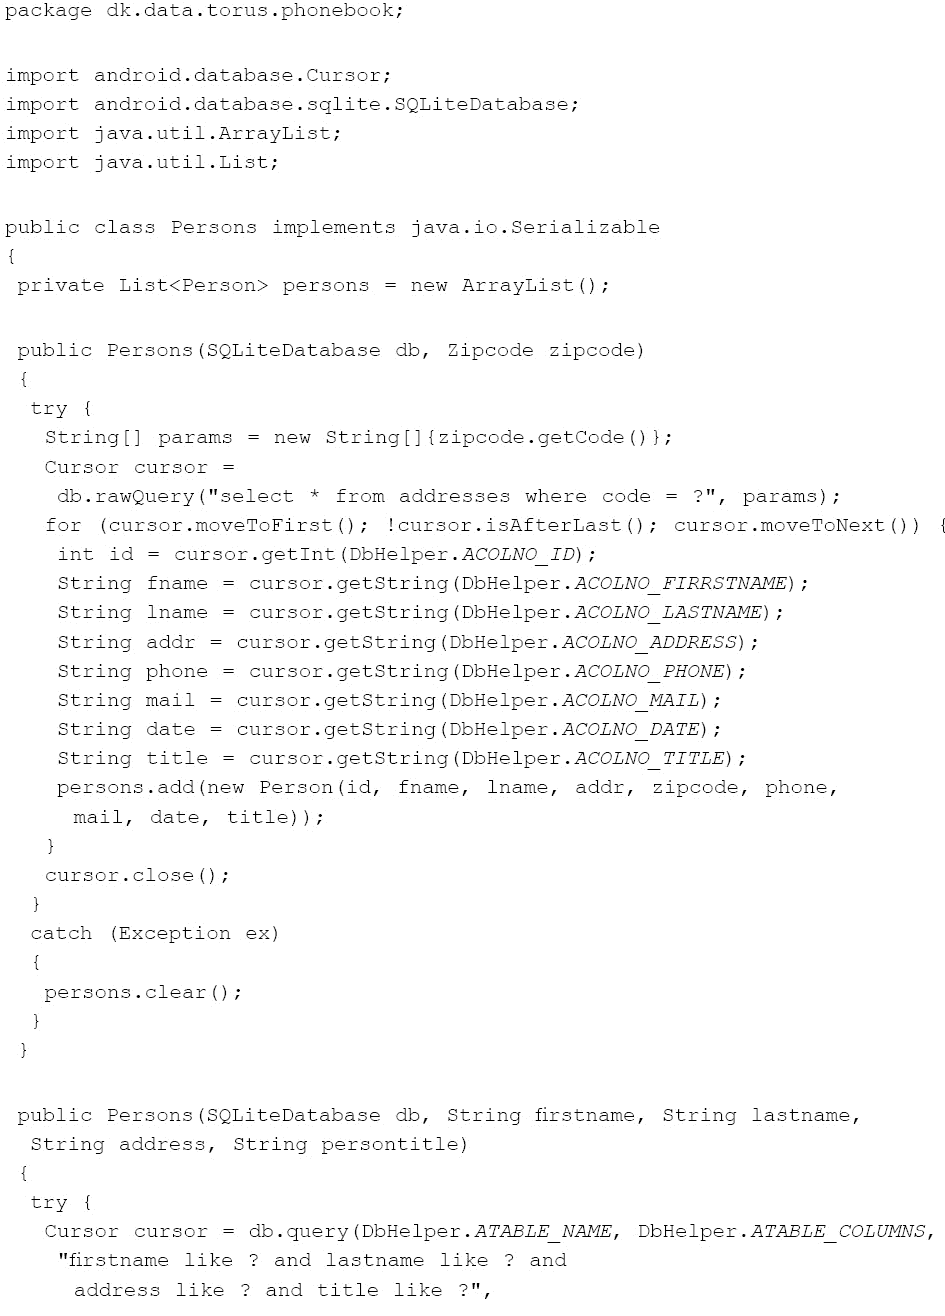 package dk.data.torus.phonebook;
import android.database.Cursor;
import android.database.sqlite.SQLiteDatabase;
import java.util.ArrayList;
import java.util.List;
public class Persons implements java.io.Serializable
{
private List<Person> persons = new ArrayList();
public Persons(SQLiteDatabase db, Zipcode zipcode)
{
try {
String[] params = new String[]{zipcode.getCode()};
Cursor cursor =
db.rawQuery("select * from addresses where code = ?", params);
for (cursor.moveToFirst(); !cursor.isAfterLast(); cursor.moveToNext()) {
int id = cursor.getInt(DbHelper.ACOLNO_ID);
String fname = cursor.getString(DbHelper.ACOLNO_FIRRSTNAME);
String lname = cursor.getString(DbHelper.ACOLNO_LASTNAME);
String addr = cursor.getString(DbHelper.ACOLNO_ADDRESS);
String phone = cursor.getString(DbHelper.ACOLNO_PHONE);
String mail = cursor.getString(DbHelper.ACOLNO_MAIL);
String date = cursor.getString(DbHelper.ACOLNO_DATE);
String title = cursor.getString(DbHelper.ACOLNO_TITLE);
persons.add(new Person(id, fname, lname, addr, zipcode, phone,
mail, date, title));
}
cursor.close();
}
catch (Exception ex)
{
persons.clear();
}
}
public Persons(SQLiteDatabase db, String firstname, String lastname,
String address, String persontitle)
{
try {
Cursor cursor = db.query(DbHelper.ATABLE_NAME, DbHelper.ATABLE_COLUMNS,
"firstname like ? and lastname like ? and
address like ? and title like ?",